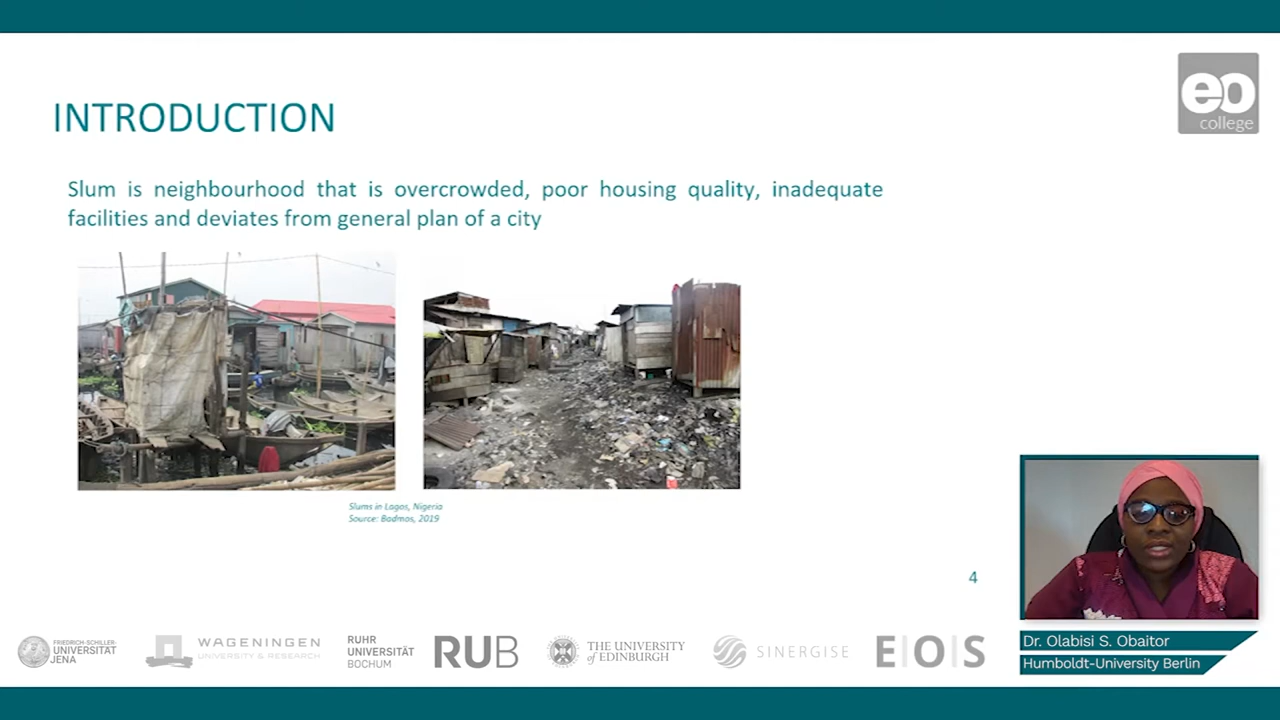 eo
college
INTRODUCTION
Slum is neighbourhood that is overcrowded, poor housing quality, inadequate
facilities and deviates from general plan of a city
Slums in Lagos, Nigeria
Source: Badmos, 2019
4
Dr. Olabisi S. Obaitor
Humboldt-University Berlin
FRIEDRICH-SCHILLER-
UNIVERSITÄT
JENA
WAGENINGEN
UNIVERSITY & RESEARCH
RUHR
UNIVERSITÄT
BOCHUM
RUB
THE UNIVERSITY
of EDINBURGH
SINERGISE
E|O|S